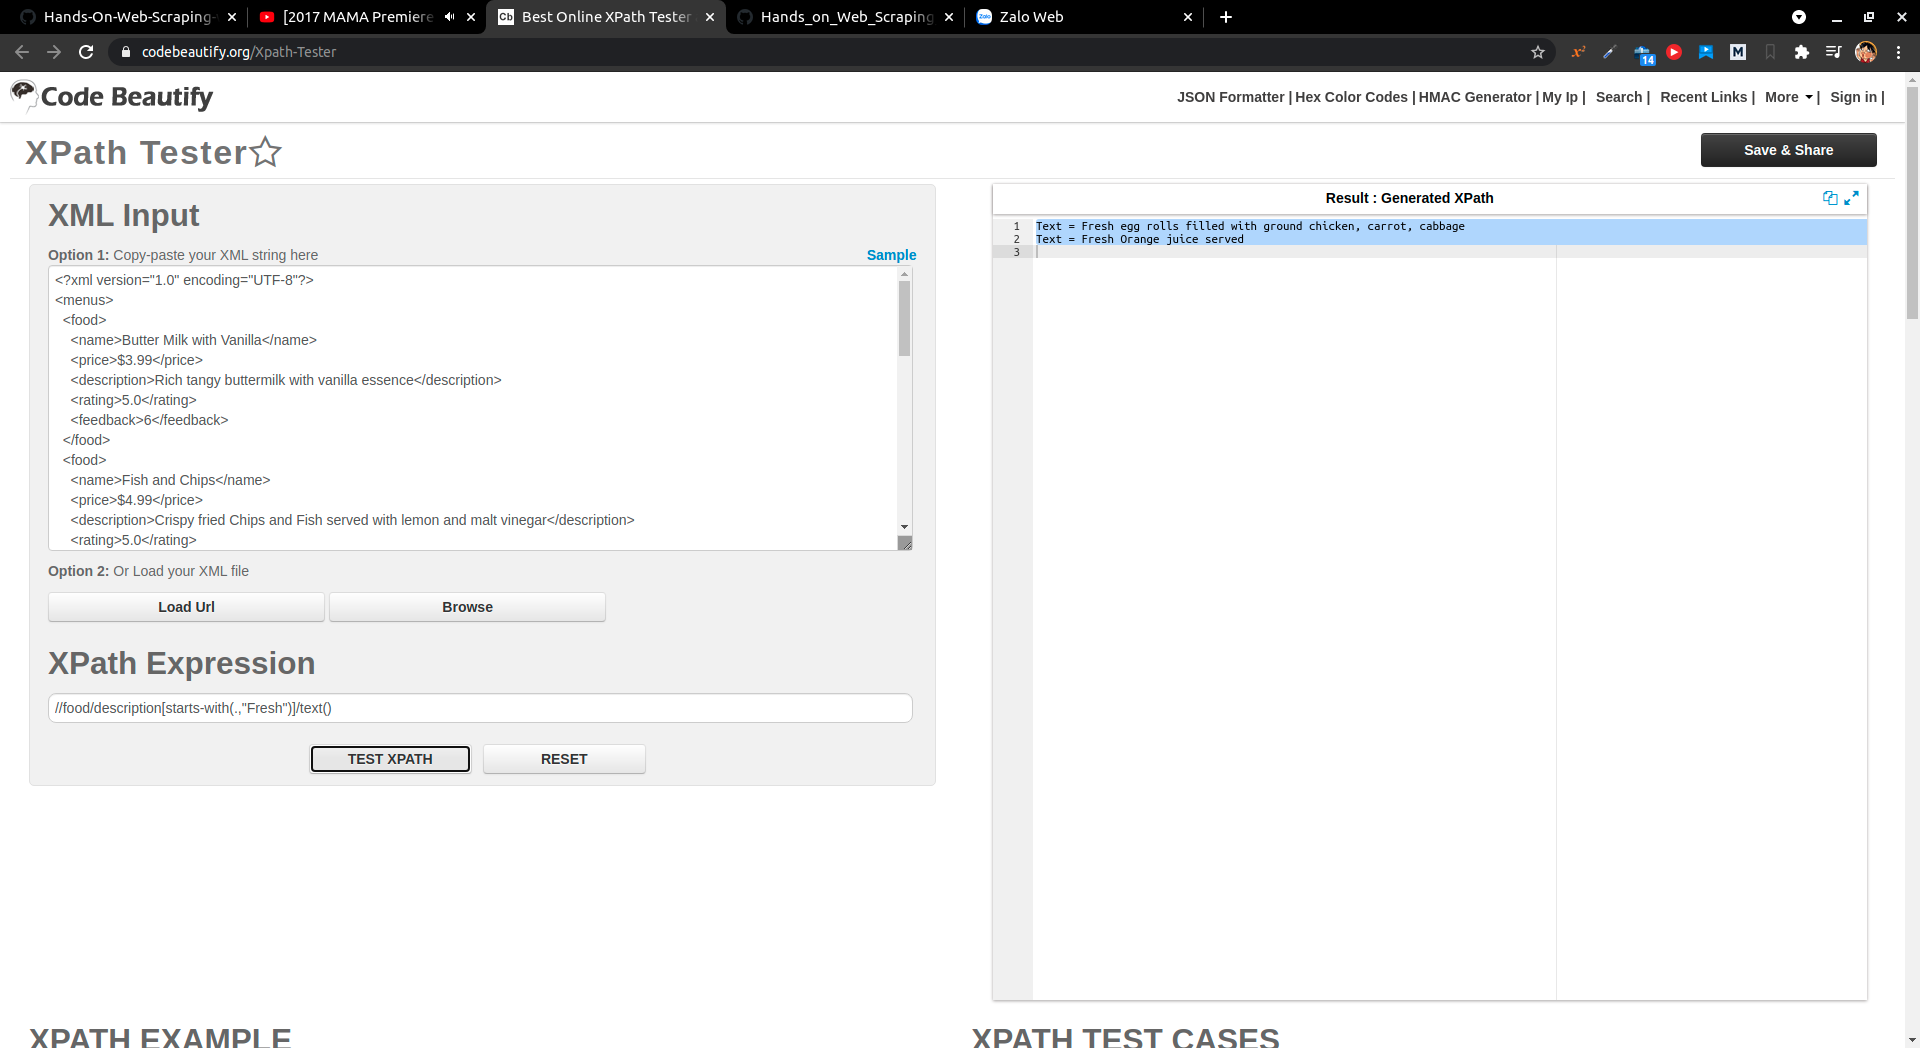 Hands-On-Web-Scraping-
[2017 MAMA Premiere
Best Online XPath Tester
Hands_on_Web_Scraping
Zalo Web
codebeautify.org/Xpath-Tester
14
Code Beautify
JSON Formatter | Hex Color Codes | HMAC Generator | My Ip | Search | Recent Links | More | Sign in |
XPath Tester
Save & Share
XML Input
Option 1: Copy-paste your XML string here
Sample
<?xml version="1.0" encoding="UTF-8"?>
<menus>
<food>
<name>Butter Milk with Vanilla</name>
<price>$3.99</price>
<description>Rich tangy buttermilk with vanilla essence</description>
<rating>5.0</rating>
<feedback>6</feedback>
</food>
<food>
<name>Fish and Chips</name>
<price>$4.99</price>
<description>Crispy fried Chips and Fish served with lemon and malt vinegar</description>
<rating>5.0</rating>
Option 2: Or Load your XML file
Load Url
Browse
XPath Expression
//food/description[starts-with(.,"Fresh")]/text()
TEST XPATH
RESET
Result : Generated XPath
1 Text = Fresh egg rolls filled with ground chicken, carrot, cabbage
2 Text = Fresh Orange juice served
3
XPATH EXAMPLE
XPATH TEST CASES